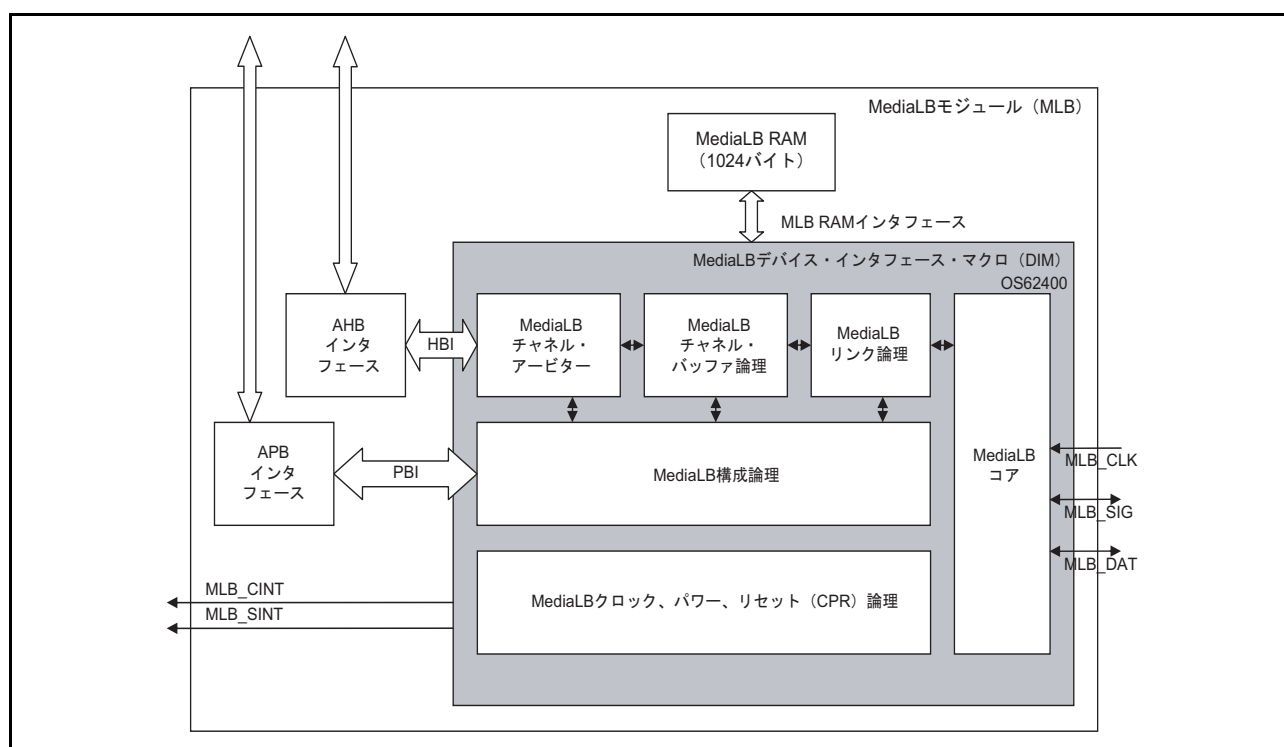 MediaLBモジュール（MLB）
MediaLB RAM
（1024バイト）
MLB RAMインタフェース
MediaLBデバイス・インタフェース・マクロ（DIM）
OS62400
AHB
インタ
フェース
HBI
MediaLB
チャネル・
アービター
MediaLB
チャネル・
バッファ論理
MediaLB
リンク論理
APB
インタ
フェース
PBI
MediaLB構成論理
MediaLB
コア
MLB_CLK
MLB_SIG
MLB_DAT
MLB_CINT
MLB_SINT
MediaLBクロック、パワー、リセット（CPR）論理